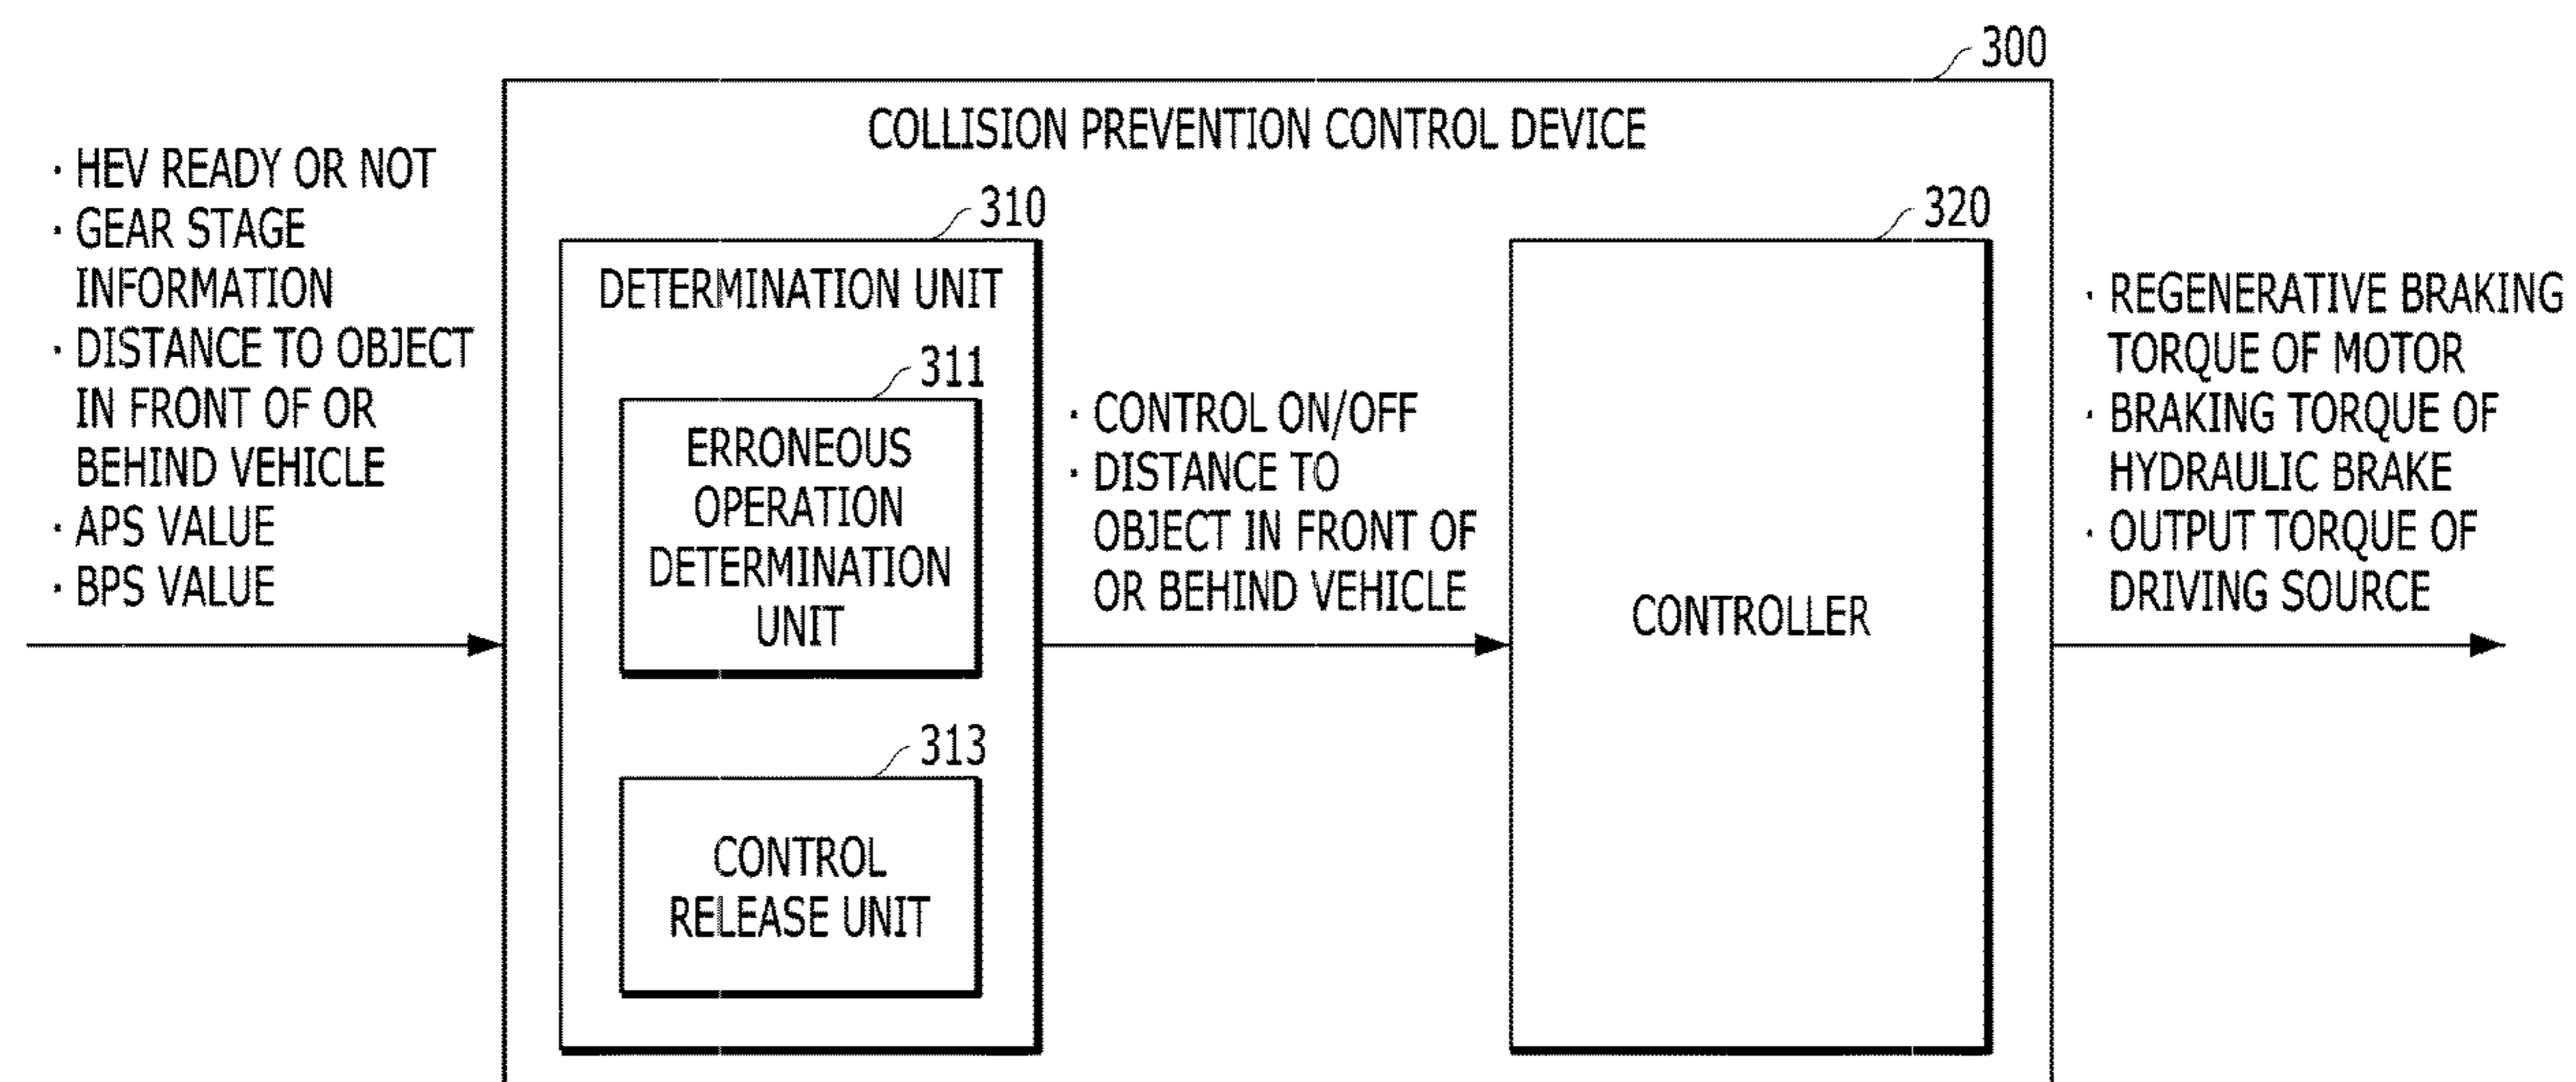 300
COLLISION PREVENTION CONTROL DEVICE
· HEV READY OR NOT
· GEAR STAGE
INFORMATION
· DISTANCE TO OBJECT
IN FRONT OF OR
BEHIND VEHICLE
· APS VALUE
· BPS VALUE
310
DETERMINATION UNIT
311
ERRONEOUS
OPERATION
DETERMINATION
UNIT
313
CONTROL
RELEASE UNIT
· CONTROL ON/OFF
· DISTANCE TO
OBJECT IN FRONT OF
OR BEHIND VEHICLE
320
CONTROLLER
· REGENERATIVE BRAKING
TORQUE OF MOTOR
· BRAKING TORQUE OF
HYDRAULIC BRAKE
· OUTPUT TORQUE OF
DRIVING SOURCE